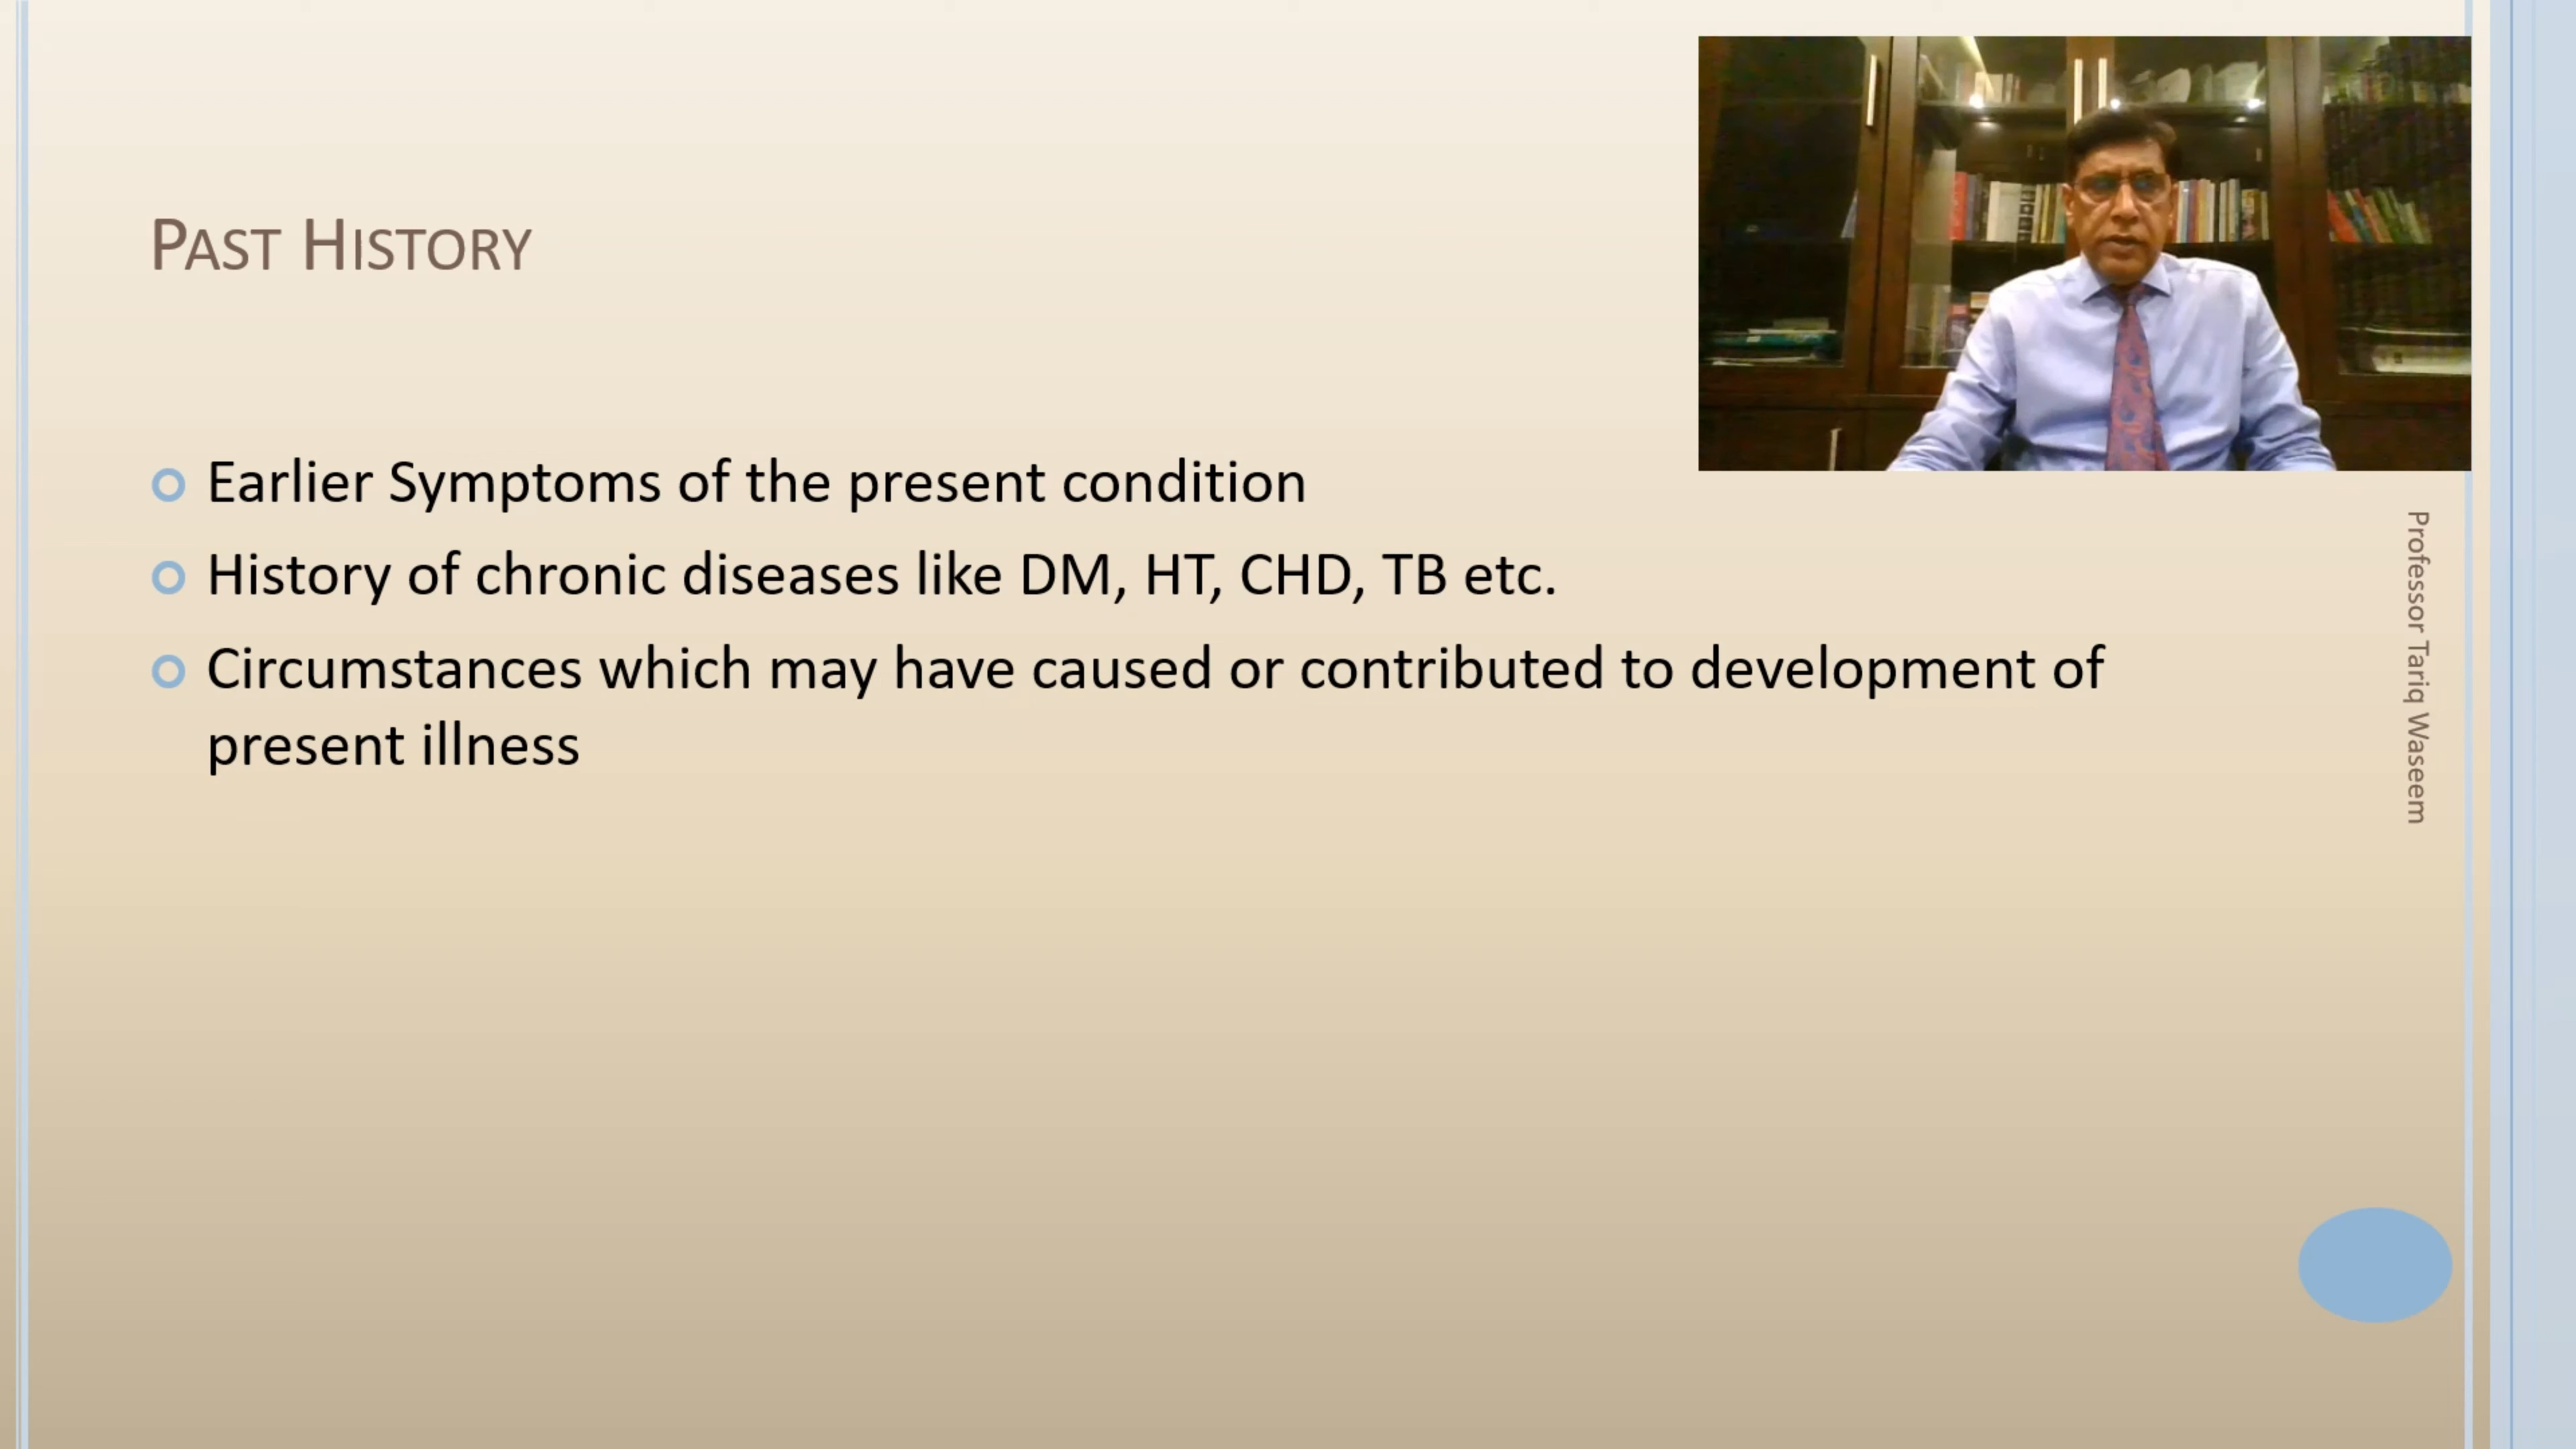 Past History
Earlier Symptoms of the present condition
History of chronic diseases like DM, HT, CHD, TB etc.
Circumstances which may have caused or contributed to development of
present illness
Professor Tariq Waseem